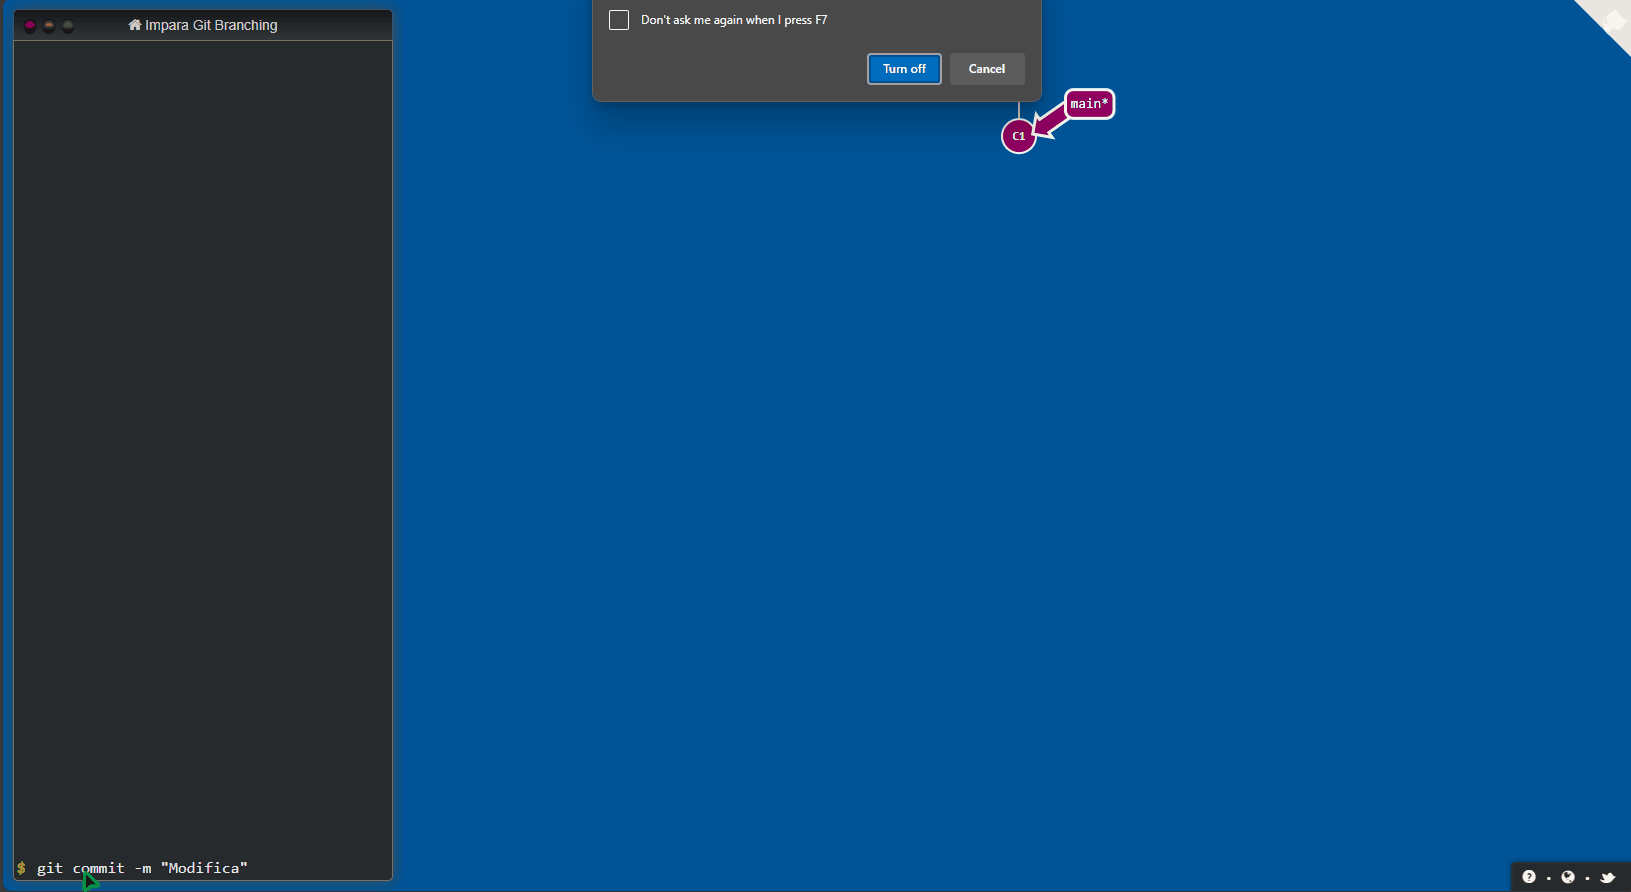 Impara Git Branching
Don't ask me again when I press F7
Turn off
Cancel
main*
C1
$ git commit -m "Modifica"